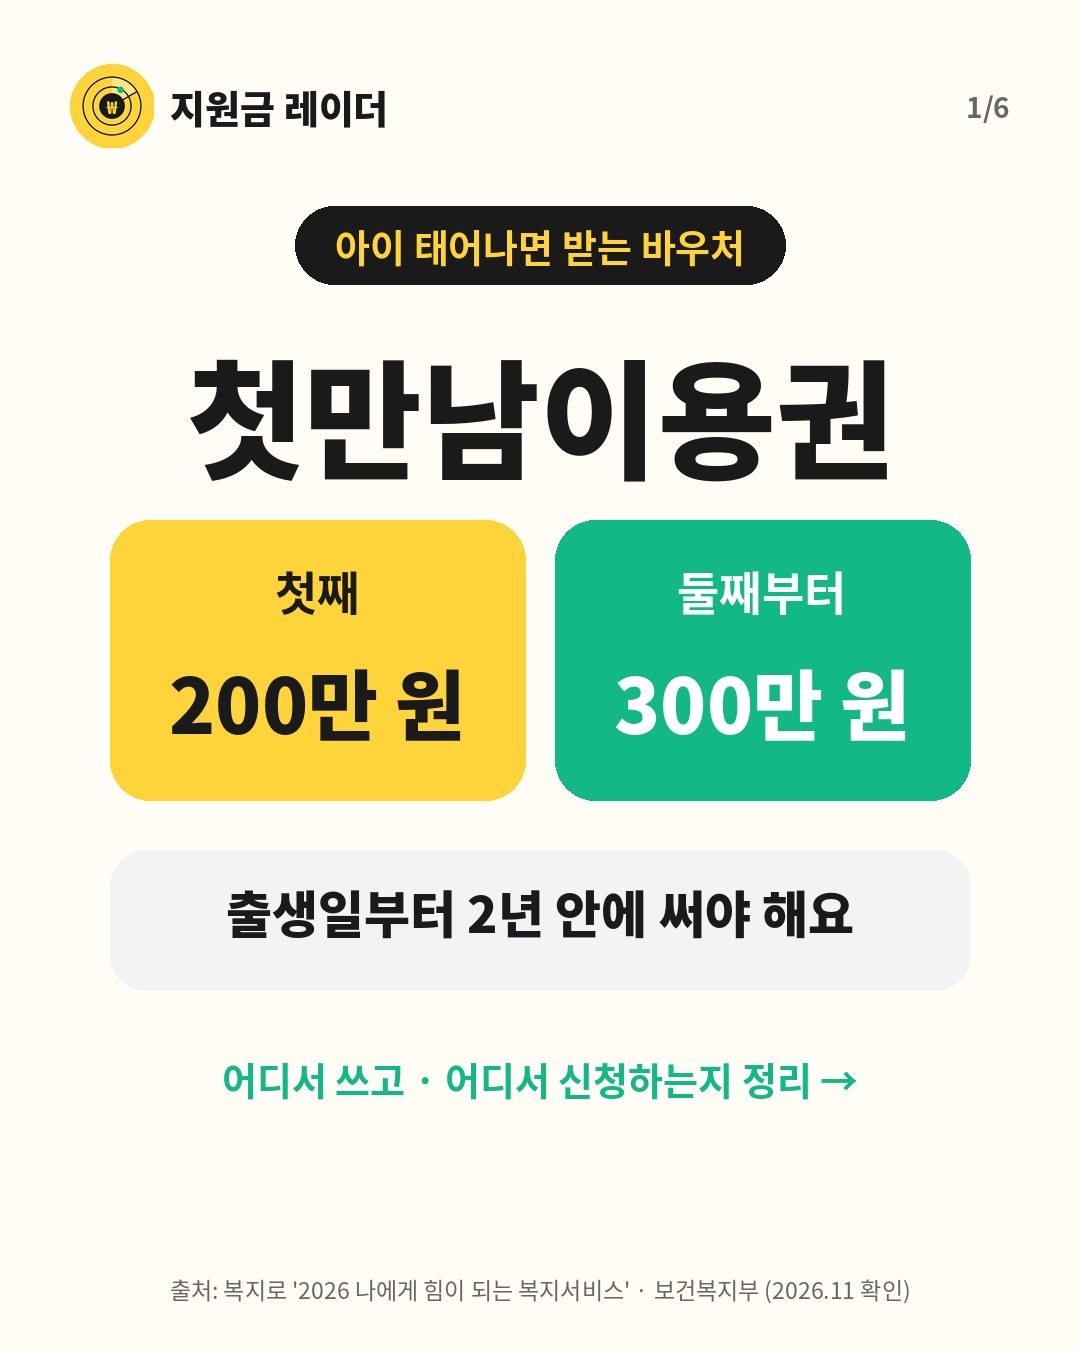 ₩
지원금 레이더
1/6
아이 태어나면 받는 바우처
첫만남이용권
첫째
200만 원
둘째부터
300만 원
출생일부터 2년 안에 써야 해요
어디서 쓰고 · 어디서 신청하는지 정리 →
출처: 복지로 '2026 나에게 힘이 되는 복지서비스' · 보건복지부 (2026.11 확인)